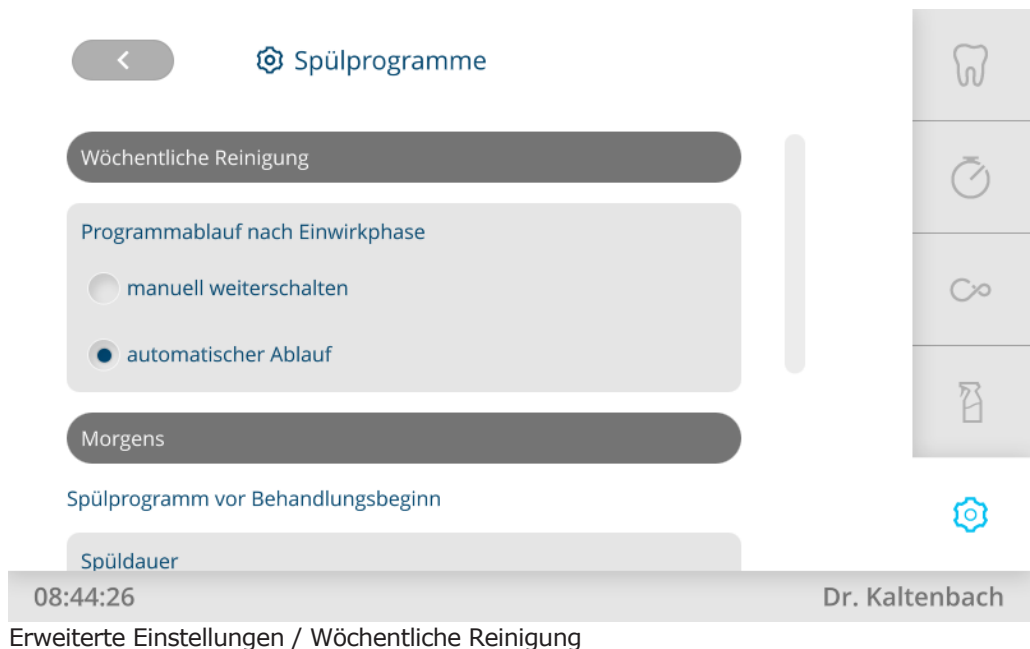 Spülprogramme
Wöchentliche Reinigung
Programmablauf nach Einwirkphase
manuell weiterschalten
automatischer Ablauf
Morgens
Spülprogramm vor Behandlungsbeginn
Spüldauer
08:44:26 Dr. Kaltenbach
Erweiterte Einstellungen / Wöchentliche Reinigung